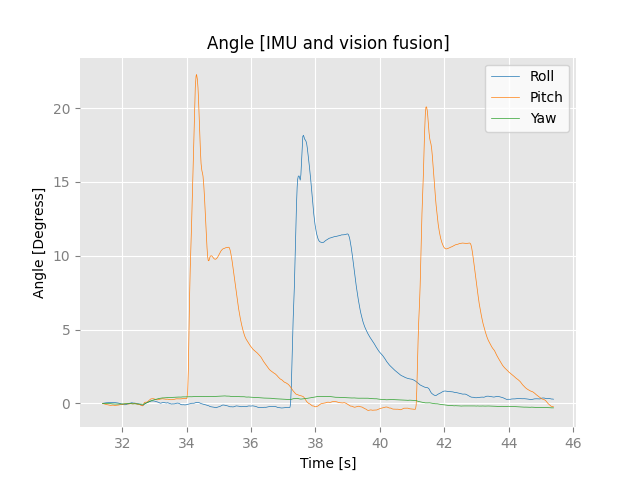 Angle [IMU and vision fusion]
Roll
Pitch
Yaw
20
15
10
5
0
Angle [Degress]
32 34 36 38 40 42 44 46
Time [s]